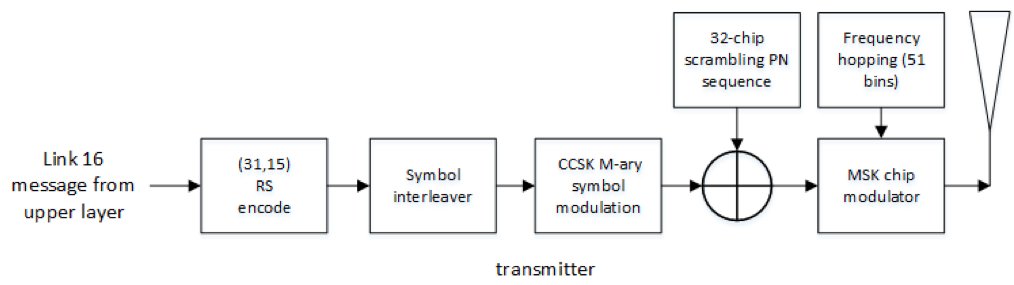 Link 16
message from
upper layer
(31,15)
RS
encode
Symbol
interleaver
CCSK M-ary
symbol
modulation
32-chip
scrambling PN
sequence
Frequency
hopping (51
bins)
MSK chip
modulator
transmitter